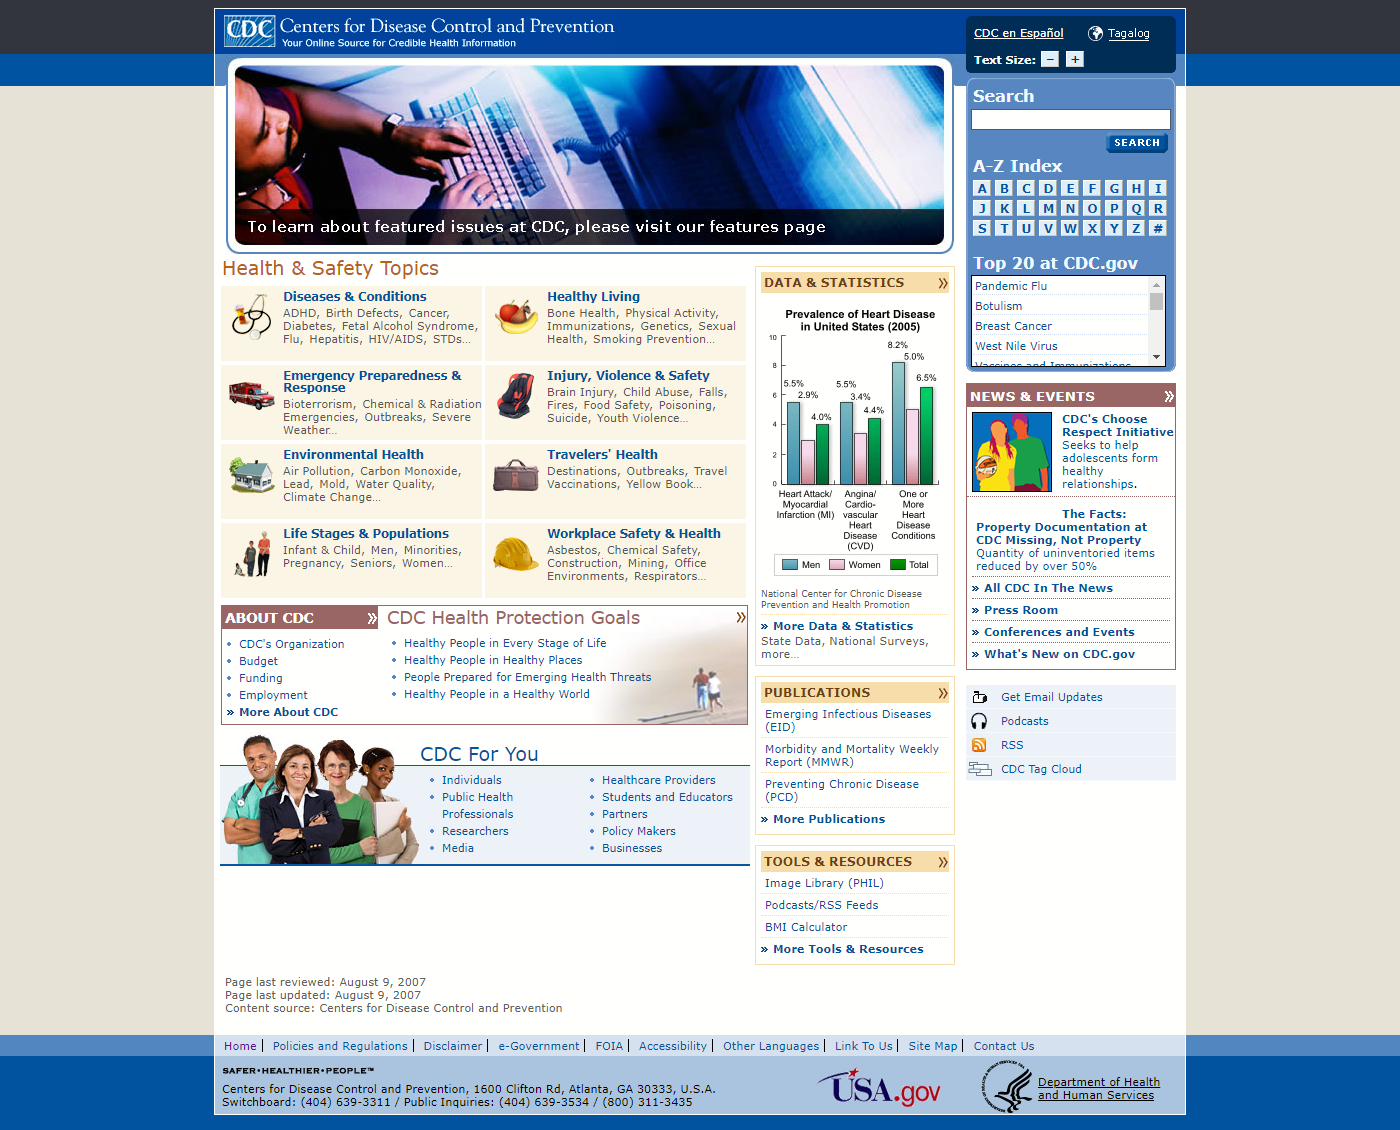 CDC Centers for Disease Control and Prevention
Your Online Source for Credible Health Information
CDC en Español
Tagalog
Text Size: − +
To learn about featured issues at CDC, please visit our features page
Search
SEARCH
A-Z Index
A B C D E F G H I
J K L M N O P Q R
S T U V W X Y Z #
Top 20 at CDC.gov
Pandemic Flu
Botulism
Breast Cancer
West Nile Virus
Vaccines and Immunizations
Health & Safety Topics
Diseases & Conditions
ADHD, Birth Defects, Cancer,
Diabetes, Fetal Alcohol Syndrome,
Flu, Hepatitis, HIV/AIDS, STDs...
Healthy Living
Bone Health, Physical Activity,
Immunizations, Genetics, Sexual
Health, Smoking Prevention...
Emergency Preparedness &
Response
Bioterrorism, Chemical & Radiation
Emergencies, Outbreaks, Severe
Weather...
Injury, Violence & Safety
Brain Injury, Child Abuse, Falls,
Fires, Food Safety, Poisoning,
Suicide, Youth Violence...
Environmental Health
Air Pollution, Carbon Monoxide,
Lead, Mold, Water Quality,
Climate Change...
Travelers' Health
Destinations, Outbreaks, Travel
Vaccinations, Yellow Book...
Life Stages & Populations
Infant & Child, Men, Minorities,
Pregnancy, Seniors, Women...
Workplace Safety & Health
Asbestos, Chemical Safety,
Construction, Mining, Office
Environments, Respirators...
ABOUT CDC »
CDC's Organization
Budget
Funding
Employment
» More About CDC
CDC Health Protection Goals »
Healthy People in Every Stage of Life
Healthy People in Healthy Places
People Prepared for Emerging Health Threats
Healthy People in a Healthy World
CDC For You
Individuals
Public Health
Professionals
Researchers
Media
Healthcare Providers
Students and Educators
Partners
Policy Makers
Businesses
DATA & STATISTICS »
Prevalence of Heart Disease
in United States (2005)
10
8
6
4
2
0
5.5% 2.9% 4.0%
5.5% 3.4% 4.4%
8.2% 5.0% 6.5%
Heart Attack/
Myocardial
Infarction (MI)
Angina/
Cardio-
vascular
Heart
Disease
(CVD)
One or
More
Heart
Disease
Conditions
Men Women Total
National Center for Chronic Disease
Prevention and Health Promotion
» More Data & Statistics
State Data, National Surveys,
more...
PUBLICATIONS »
Emerging Infectious Diseases
(EID)
Morbidity and Mortality Weekly
Report (MMWR)
Preventing Chronic Disease
(PCD)
» More Publications
TOOLS & RESOURCES »
Image Library (PHIL)
Podcasts/RSS Feeds
BMI Calculator
» More Tools & Resources
NEWS & EVENTS »
CDC's Choose
Respect Initiative
Seeks to help
adolescents form
healthy
relationships.
The Facts:
Property Documentation at
CDC Missing, Not Property
Quantity of uninventoried items
reduced by over 50%
» All CDC In The News
» Press Room
» Conferences and Events
» What's New on CDC.gov
Get Email Updates
Podcasts
RSS
CDC Tag Cloud
Page last reviewed: August 9, 2007
Page last updated: August 9, 2007
Content source: Centers for Disease Control and Prevention
Home | Policies and Regulations | Disclaimer | e-Government | FOIA | Accessibility | Other Languages | Link To Us | Site Map | Contact Us
SAFER • HEALTHIER • PEOPLE™
Centers for Disease Control and Prevention, 1600 Clifton Rd, Atlanta, GA 30333, U.S.A.
Switchboard: (404) 639-3311 / Public Inquiries: (404) 639-3534 / (800) 311-3435
USA.gov
Department of Health
and Human Services